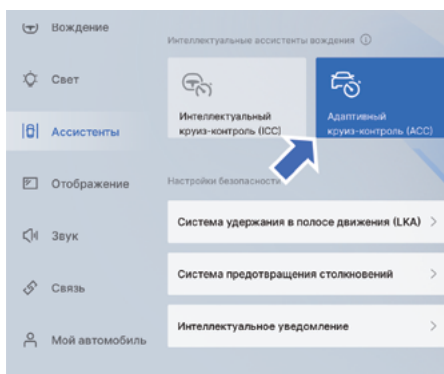 Вождение
Свет
Ассистенты
Отображение
Звук
Связь
Мой автомобиль
Интеллектуальные ассистенты вождения
Интеллектуальный
круиз-контроль (ICC)
Адаптивный
круиз-контроль (ACC)
Настройки безопасности
Система удержания в полосе движения (LKA)
Система предотвращения столкновений
Интеллектуальное уведомление